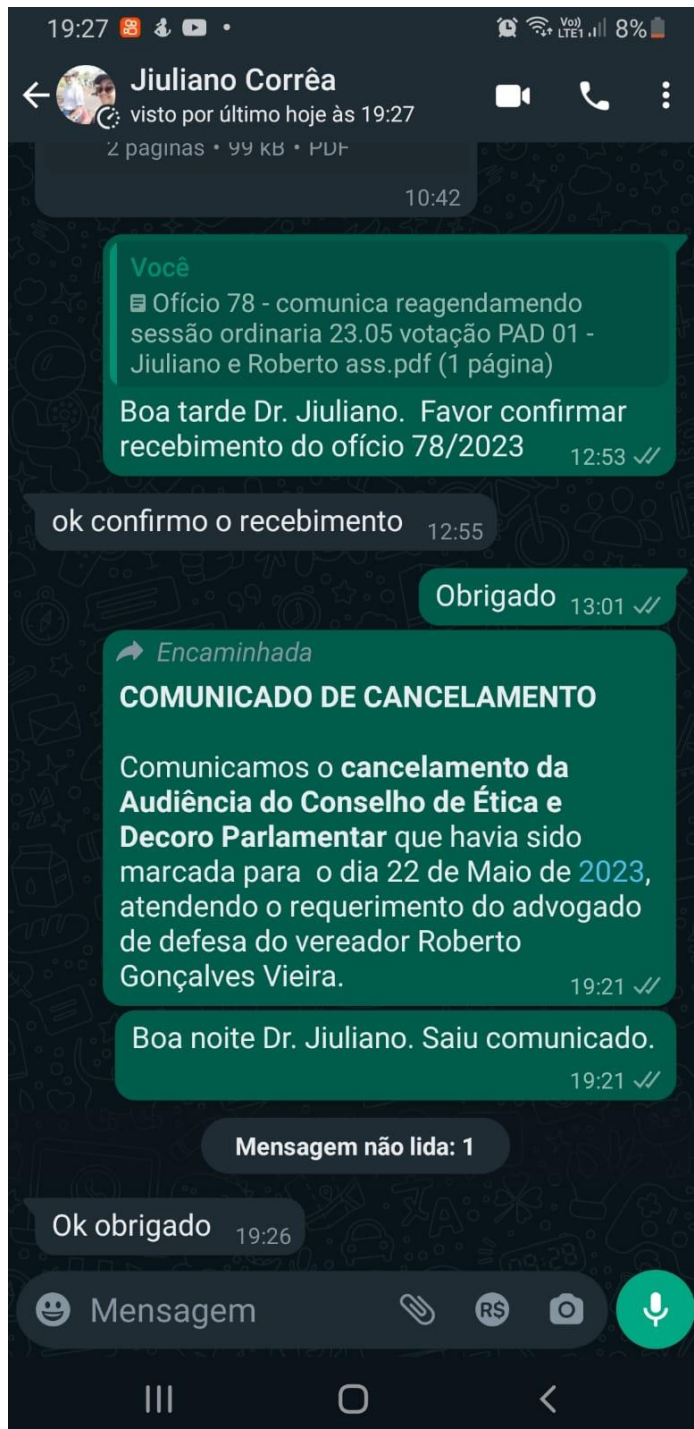 19:27 8%
Jiuliano Corrêa
visto por último hoje às 19:27
2 páginas • 99 kB • PDF
10:42
Você
Ofício 78 - comunica reagendamendo
sessão ordinaria 23.05 votação PAD 01 -
Jiuliano e Roberto ass.pdf (1 página)
Boa tarde Dr. Jiuliano. Favor confirmar
recebimento do ofício 78/2023 12:53
ok confirmo o recebimento 12:55
Obrigado 13:01
Encaminhada
COMUNICADO DE CANCELAMENTO
Comunicamos o cancelamento da
Audiência do Conselho de Ética e
Decoro Parlamentar que havia sido
marcada para o dia 22 de Maio de 2023,
atendendo o requerimento do advogado
de defesa do vereador Roberto
Gonçalves Vieira. 19:21
Boa noite Dr. Jiuliano. Saiu comunicado.
19:21
Mensagem não lida: 1
Ok obrigado 19:26
Mensagem R$